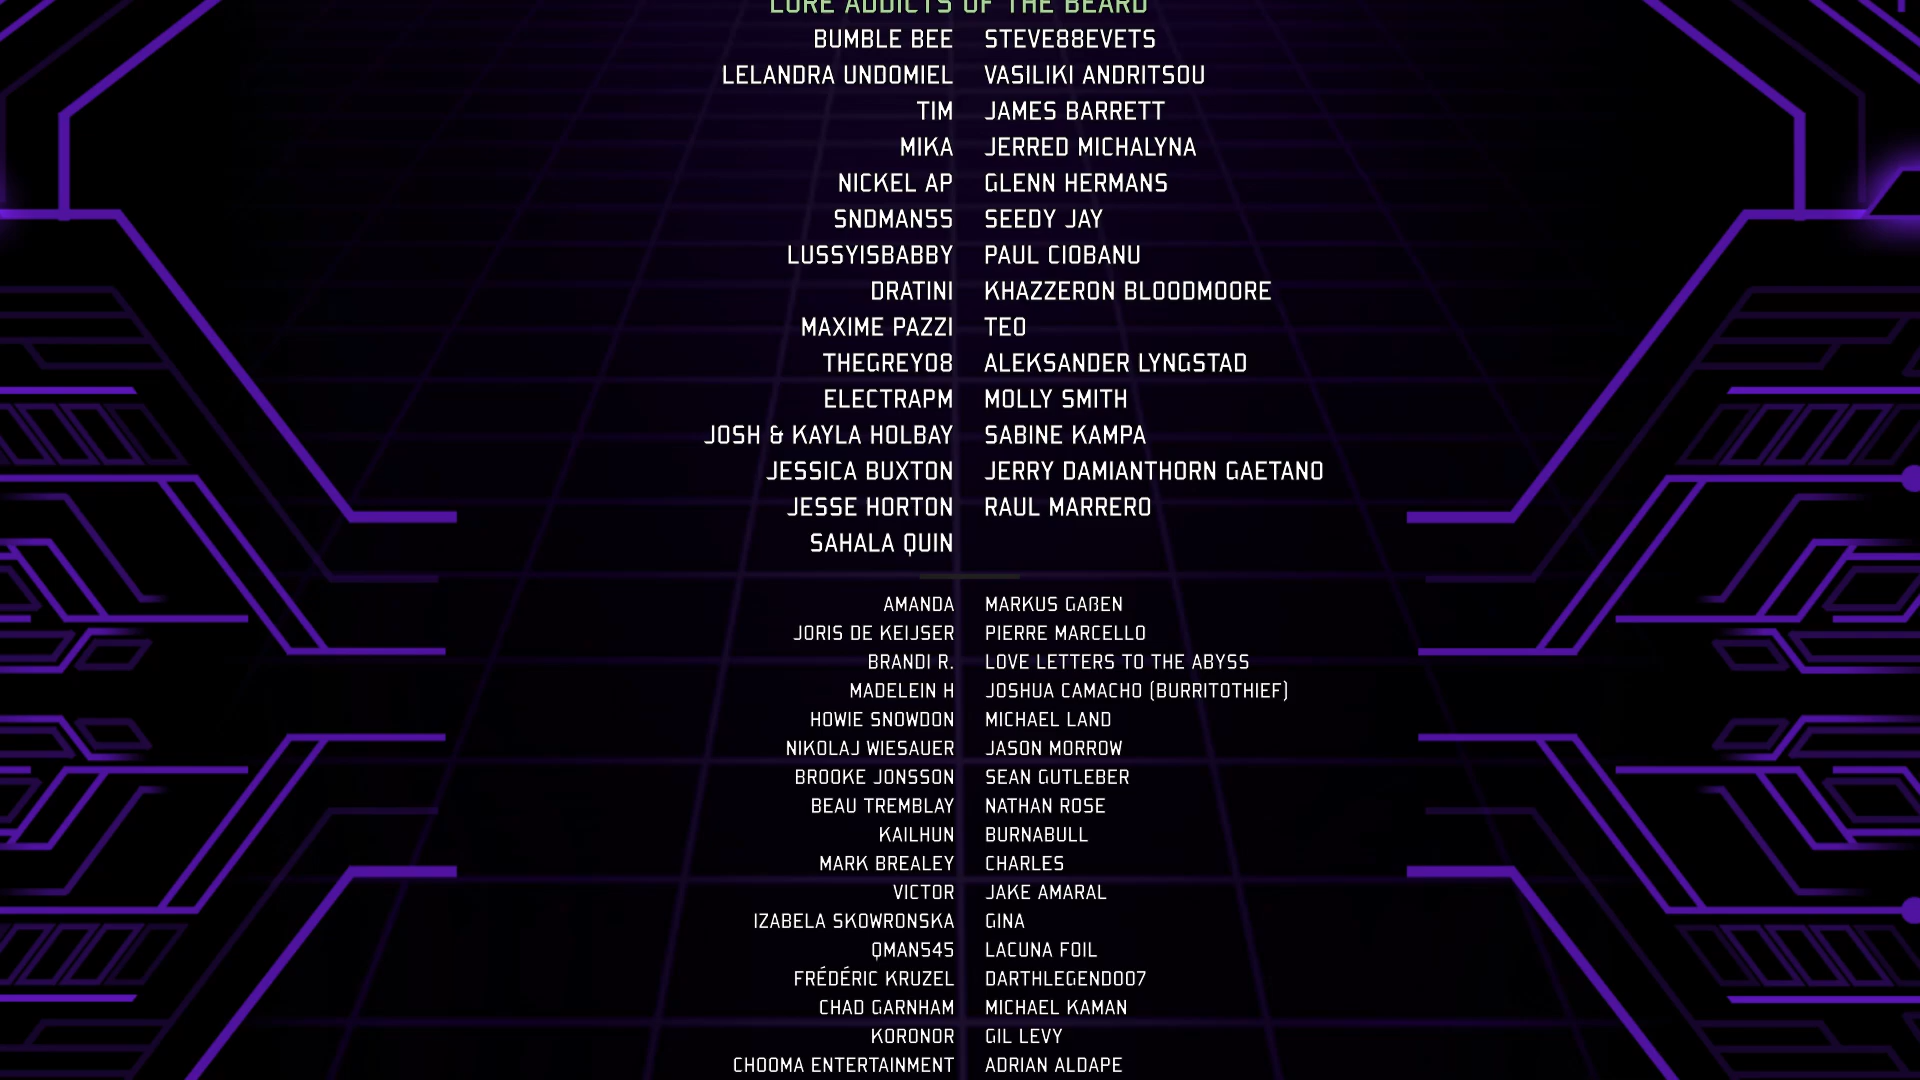 LORE ADDICTS OF THE BEARD
BUMBLE BEE STEVE88EVETS
LELANDRA UNDOMIEL VASILIKI ANDRITSOU
TIM JAMES BARRETT
MIKA JERRED MICHALYNA
NICKEL AP GLENN HERMANS
SNDMAN55 SEEDY JAY
LUSSYISBABBY PAUL CIOBANU
DRATINI KHAZZERON BLOODMOORE
MAXIME PAZZI TEO
THEGREY08 ALEKSANDER LYNGSTAD
ELECTRAPM MOLLY SMITH
JOSH & KAYLA HOLBAY SABINE KAMPA
JESSICA BUXTON JERRY DAMIANTHORN GAETANO
JESSE HORTON RAUL MARRERO
SAHALA QUIN
AMANDA MARKUS GAßEN
JORIS DE KEIJSER PIERRE MARCELLO
BRANDI R. LOVE LETTERS TO THE ABYSS
MADELEIN H JOSHUA CAMACHO (BURRITOTHIEF)
HOWIE SNOWDON MICHAEL LAND
NIKOLAJ WIESAUER JASON MORROW
BROOKE JONSSON SEAN GUTLEBER
BEAU TREMBLAY NATHAN ROSE
KAILHUN BURNABULL
MARK BREALEY CHARLES
VICTOR JAKE AMARAL
IZABELA SKOWRONSKA GINA
QMAN545 LACUNA FOIL
FRÉDÉRIC KRUZEL DARTHLEGEND007
CHAD GARNHAM MICHAEL KAMAN
KORONOR GIL LEVY
CHOOMA ENTERTAINMENT ADRIAN ALDAPE